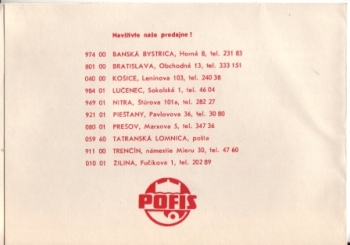 Navštívte naše predajne!
974 00 BANSKÁ BYSTRICA, Horná 8, tel. 231 83
801 00 BRATISLAVA, Obchodná 13, tel. 333 151
040 00 KOŠICE, Leninova 103, tel. 240 38
984 01 LUČENEC, Sokolská 1, tel. 46 04
949 01 NITRA, Štúrova 101a, tel. 282 27
921 01 PIEŠŤANY, Pavlovova 36, tel. 30 80
080 01 PREŠOV, Marxova 5, tel. 347 36
059 60 TATRANSKÁ LOMNICA, pošta
911 00 TRENČÍN, námestie Mieru 30, tel. 47 60
010 01 ŽILINA, Fučíkova 1, tel. 202 89
POFIS